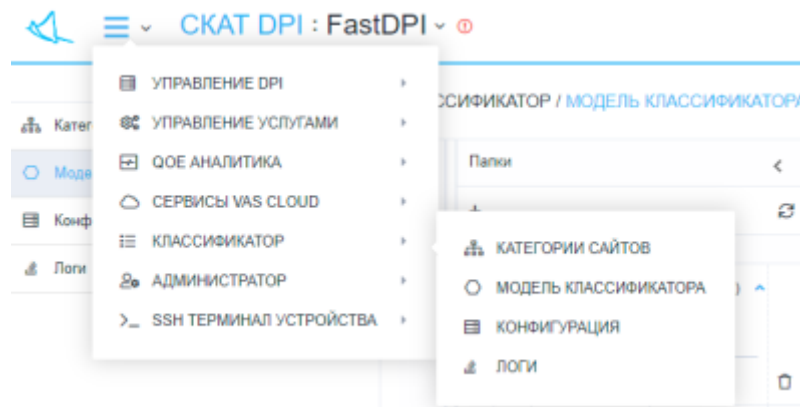 СКАТ DPI : FastDPI
УПРАВЛЕНИЕ DPI
УПРАВЛЕНИЕ УСЛУГАМИ
QOE АНАЛИТИКА
СЕРВИСЫ VAS CLOUD
КЛАССИФИКАТОР
АДМИНИСТРАТОР
SSH ТЕРМИНАЛ УСТРОЙСТВА
ССИФИКАТОР / МОДЕЛЬ КЛАССИФИКАТОРА
Катег
Моде
Конф
Логи
Папки
КАТЕГОРИИ САЙТОВ
МОДЕЛЬ КЛАССИФИКАТОРА
КОНФИГУРАЦИЯ
ЛОГИ